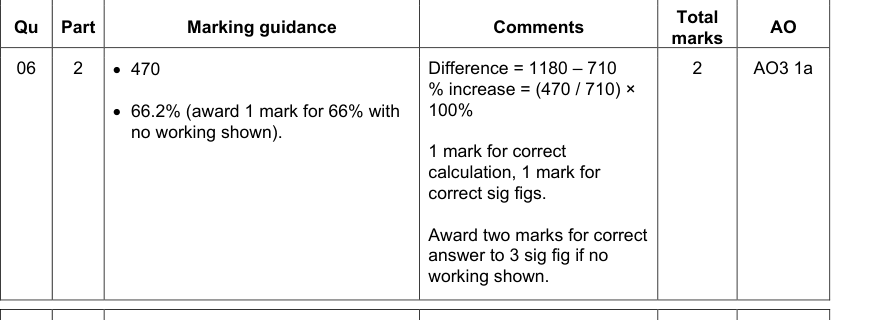 Qu Part Marking guidance Comments Total marks AO
06 2 • 470 Difference = 1180 – 710 2 AO3 1a
% increase = (470 / 710) ×
• 66.2% (award 1 mark for 66% with 100%
no working shown).
1 mark for correct
calculation, 1 mark for
correct sig figs.
Award two marks for correct
answer to 3 sig fig if no
working shown.